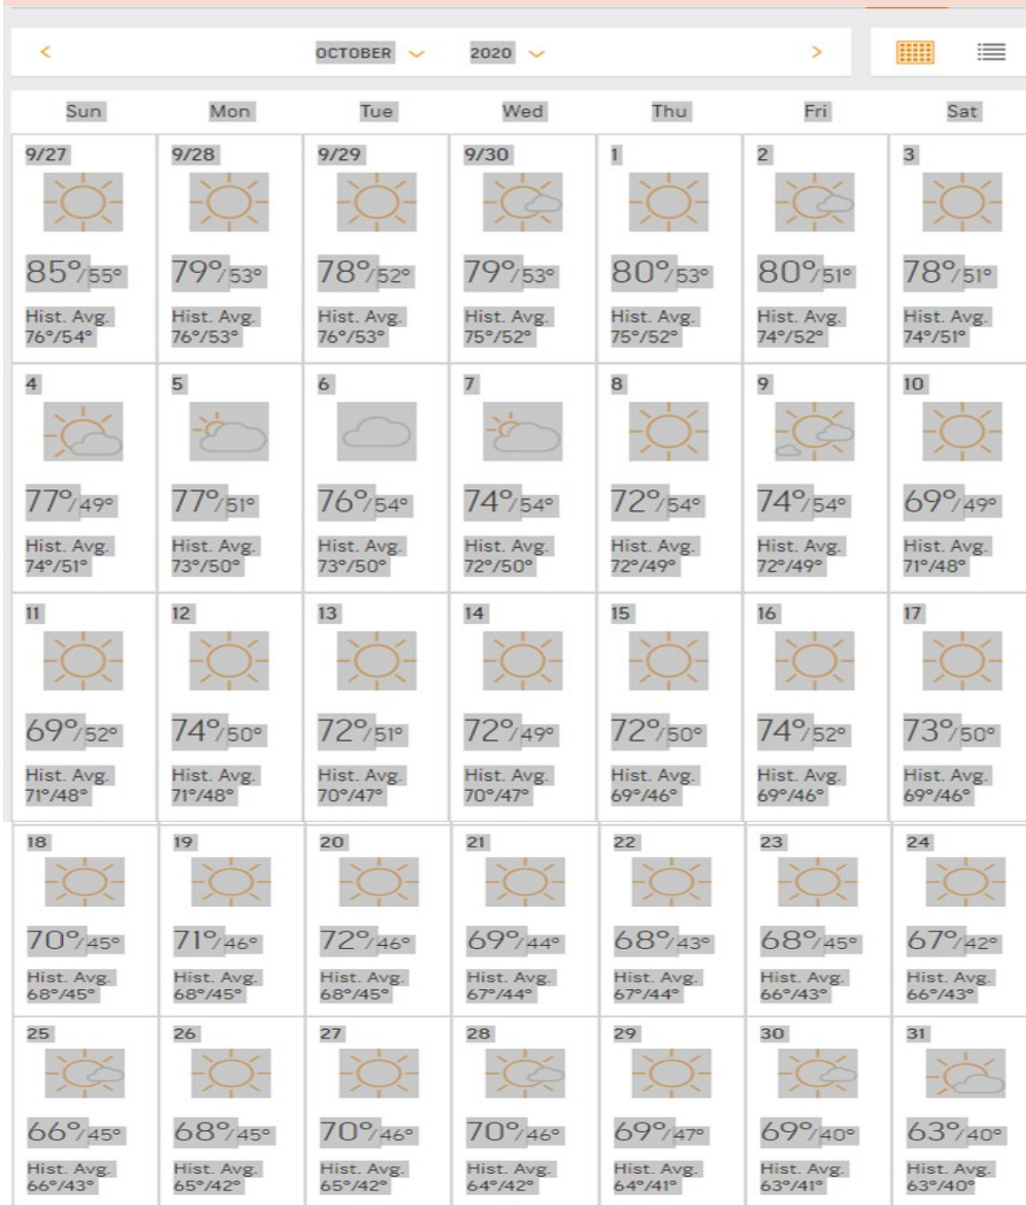 < OCTOBER 2020 >
Sun Mon Tue Wed Thu Fri Sat
9/27 9/28 9/29 9/30 1 2 3
85°/55° 79°/53° 78°/52° 79°/53° 80°/53° 80°/51° 78°/51°
Hist. Avg. Hist. Avg. Hist. Avg. Hist. Avg. Hist. Avg. Hist. Avg. Hist. Avg.
76°/54° 76°/53° 76°/53° 75°/52° 75°/52° 74°/52° 74°/51°
4 5 6 7 8 9 10
77°/49° 77°/51° 76°/54° 74°/54° 72°/54° 74°/54° 69°/49°
Hist. Avg. Hist. Avg. Hist. Avg. Hist. Avg. Hist. Avg. Hist. Avg. Hist. Avg.
74°/51° 73°/50° 73°/50° 72°/50° 72°/49° 72°/49° 71°/48°
11 12 13 14 15 16 17
69°/52° 74°/50° 72°/51° 72°/49° 72°/50° 74°/52° 73°/50°
Hist. Avg. Hist. Avg. Hist. Avg. Hist. Avg. Hist. Avg. Hist. Avg. Hist. Avg.
71°/48° 71°/48° 70°/47° 70°/47° 69°/46° 69°/46° 69°/46°
18 19 20 21 22 23 24
70°/45° 71°/46° 72°/46° 69°/44° 68°/43° 68°/45° 67°/42°
Hist. Avg. Hist. Avg. Hist. Avg. Hist. Avg. Hist. Avg. Hist. Avg. Hist. Avg.
68°/45° 68°/45° 68°/45° 67°/44° 67°/44° 66°/43° 66°/43°
25 26 27 28 29 30 31
66°/45° 68°/45° 70°/46° 70°/46° 69°/47° 69°/40° 63°/40°
Hist. Avg. Hist. Avg. Hist. Avg. Hist. Avg. Hist. Avg. Hist. Avg. Hist. Avg.
66°/43° 65°/42° 65°/42° 64°/42° 64°/41° 63°/41° 63°/40°